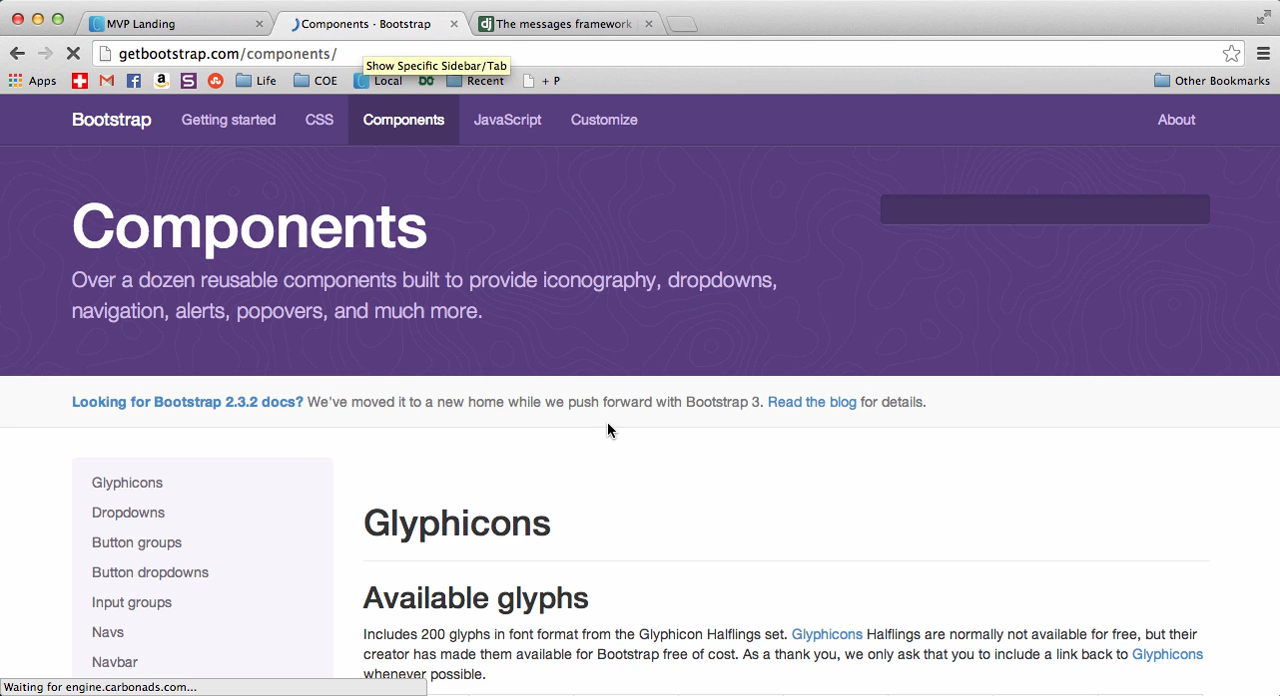 MVP Landing
Components · Bootstrap
dj The messages framework
getbootstrap.com/components/
Show Specific Sidebar/Tab
Apps
Life
COE
Local
DO
Recent
+ P
Other Bookmarks
Bootstrap
Getting started
CSS
Components
JavaScript
Customize
About
Components
Over a dozen reusable components built to provide iconography, dropdowns,
navigation, alerts, popovers, and much more.
Looking for Bootstrap 2.3.2 docs? We've moved it to a new home while we push forward with Bootstrap 3. Read the blog for details.
Glyphicons
Dropdowns
Button groups
Button dropdowns
Input groups
Navs
Navbar
Glyphicons
Available glyphs
Includes 200 glyphs in font format from the Glyphicon Halflings set. Glyphicons Halflings are normally not available for free, but their
creator has made them available for Bootstrap free of cost. As a thank you, we only ask that you to include a link back to Glyphicons
whenever possible.
Waiting for engine.carbonads.com...